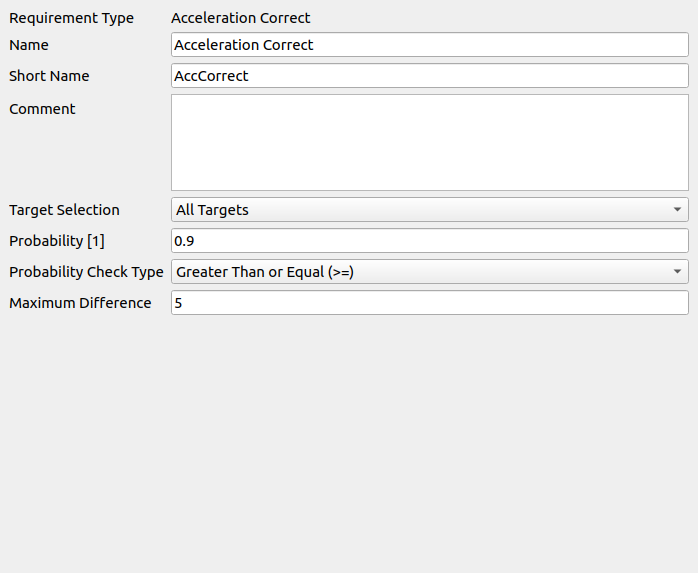 Requirement Type Acceleration Correct
Name Acceleration Correct
Short Name AccCorrect
Comment
Target Selection All Targets
Probability [1] 0.9
Probability Check Type Greater Than or Equal (>=)
Maximum Difference 5